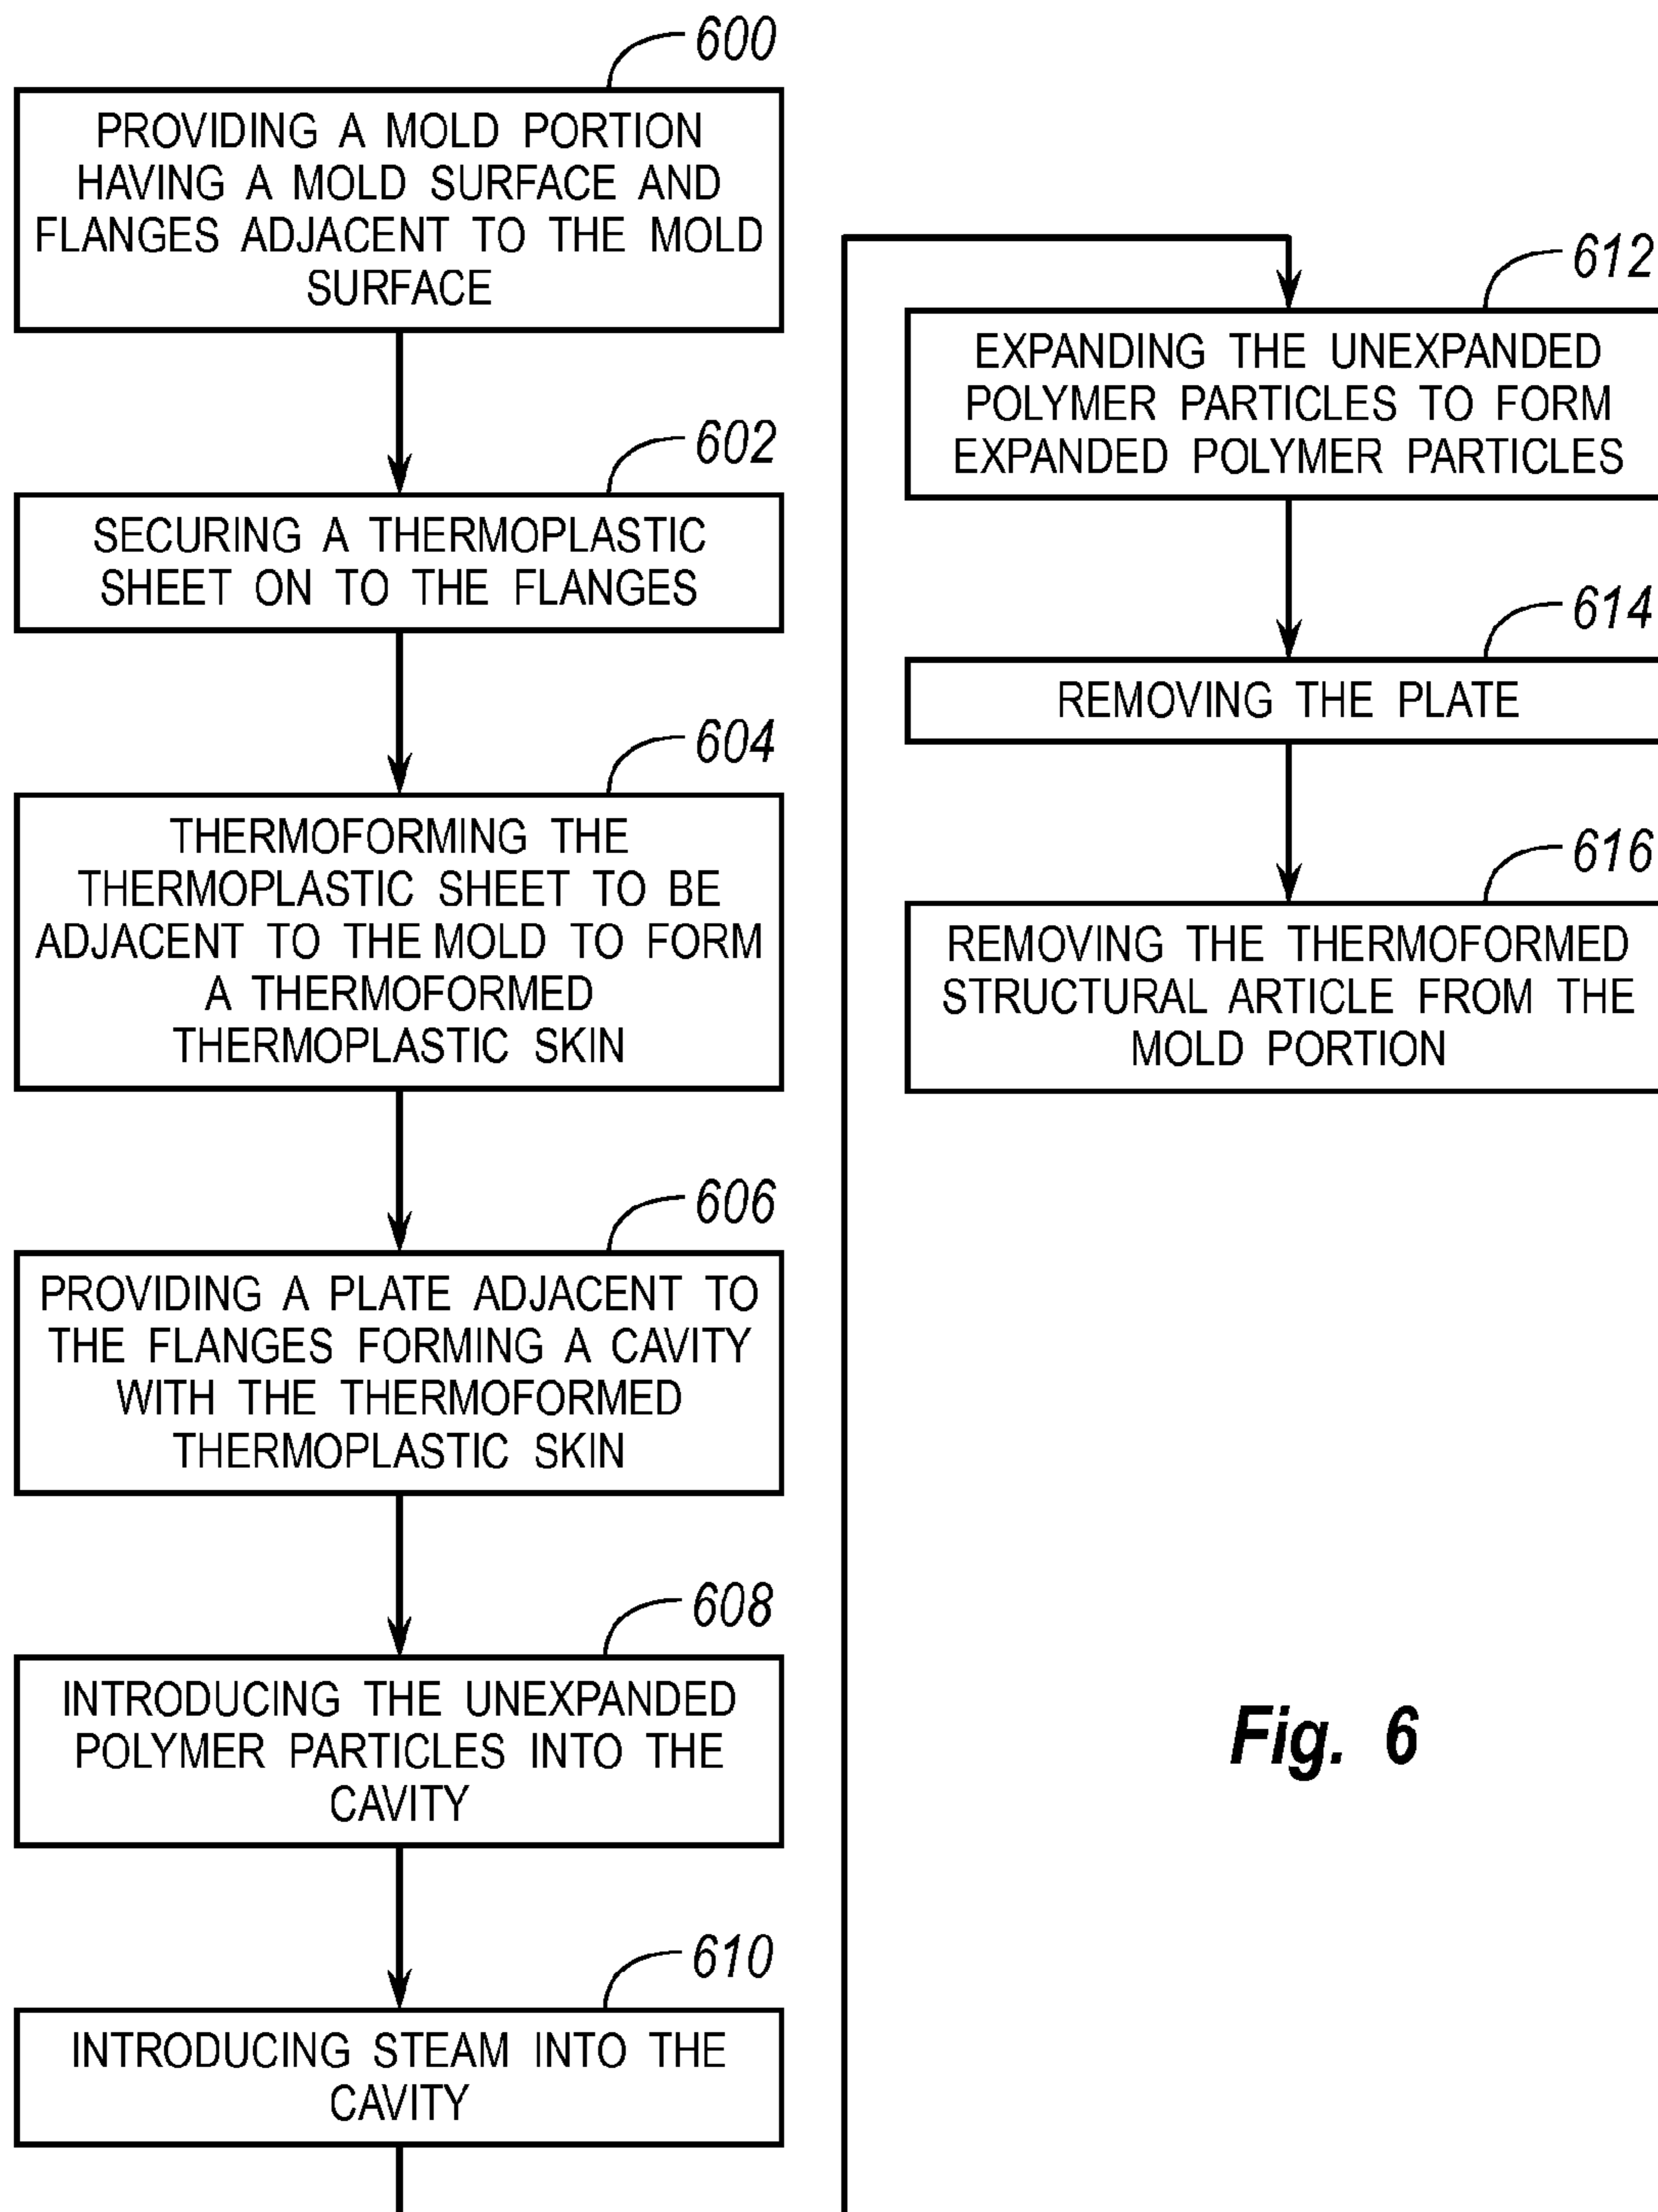 600
PROVIDING A MOLD PORTION
HAVING A MOLD SURFACE AND
FLANGES ADJACENT TO THE MOLD
SURFACE
602
SECURING A THERMOPLASTIC
SHEET ON TO THE FLANGES
604
THERMOFORMING THE
THERMOPLASTIC SHEET TO BE
ADJACENT TO THE MOLD TO FORM
A THERMOFORMED
THERMOPLASTIC SKIN
606
PROVIDING A PLATE ADJACENT TO
THE FLANGES FORMING A CAVITY
WITH THE THERMOFORMED
THERMOPLASTIC SKIN
608
INTRODUCING THE UNEXPANDED
POLYMER PARTICLES INTO THE
CAVITY
610
INTRODUCING STEAM INTO THE
CAVITY
612
EXPANDING THE UNEXPANDED
POLYMER PARTICLES TO FORM
EXPANDED POLYMER PARTICLES
614
REMOVING THE PLATE
616
REMOVING THE THERMOFORMED
STRUCTURAL ARTICLE FROM THE
MOLD PORTION
Fig. 6